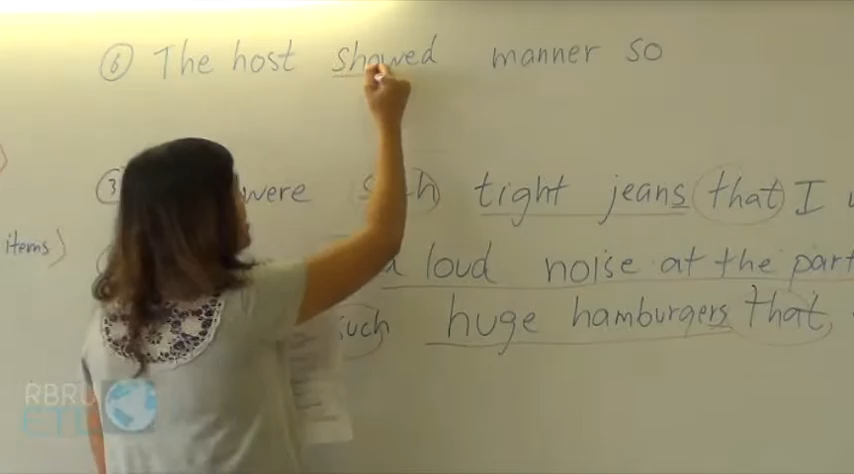 ⑥ The host showed manner so
③ were such tight jeans that I
items) a loud noise at the part
such huge hamburgers that
RBRU